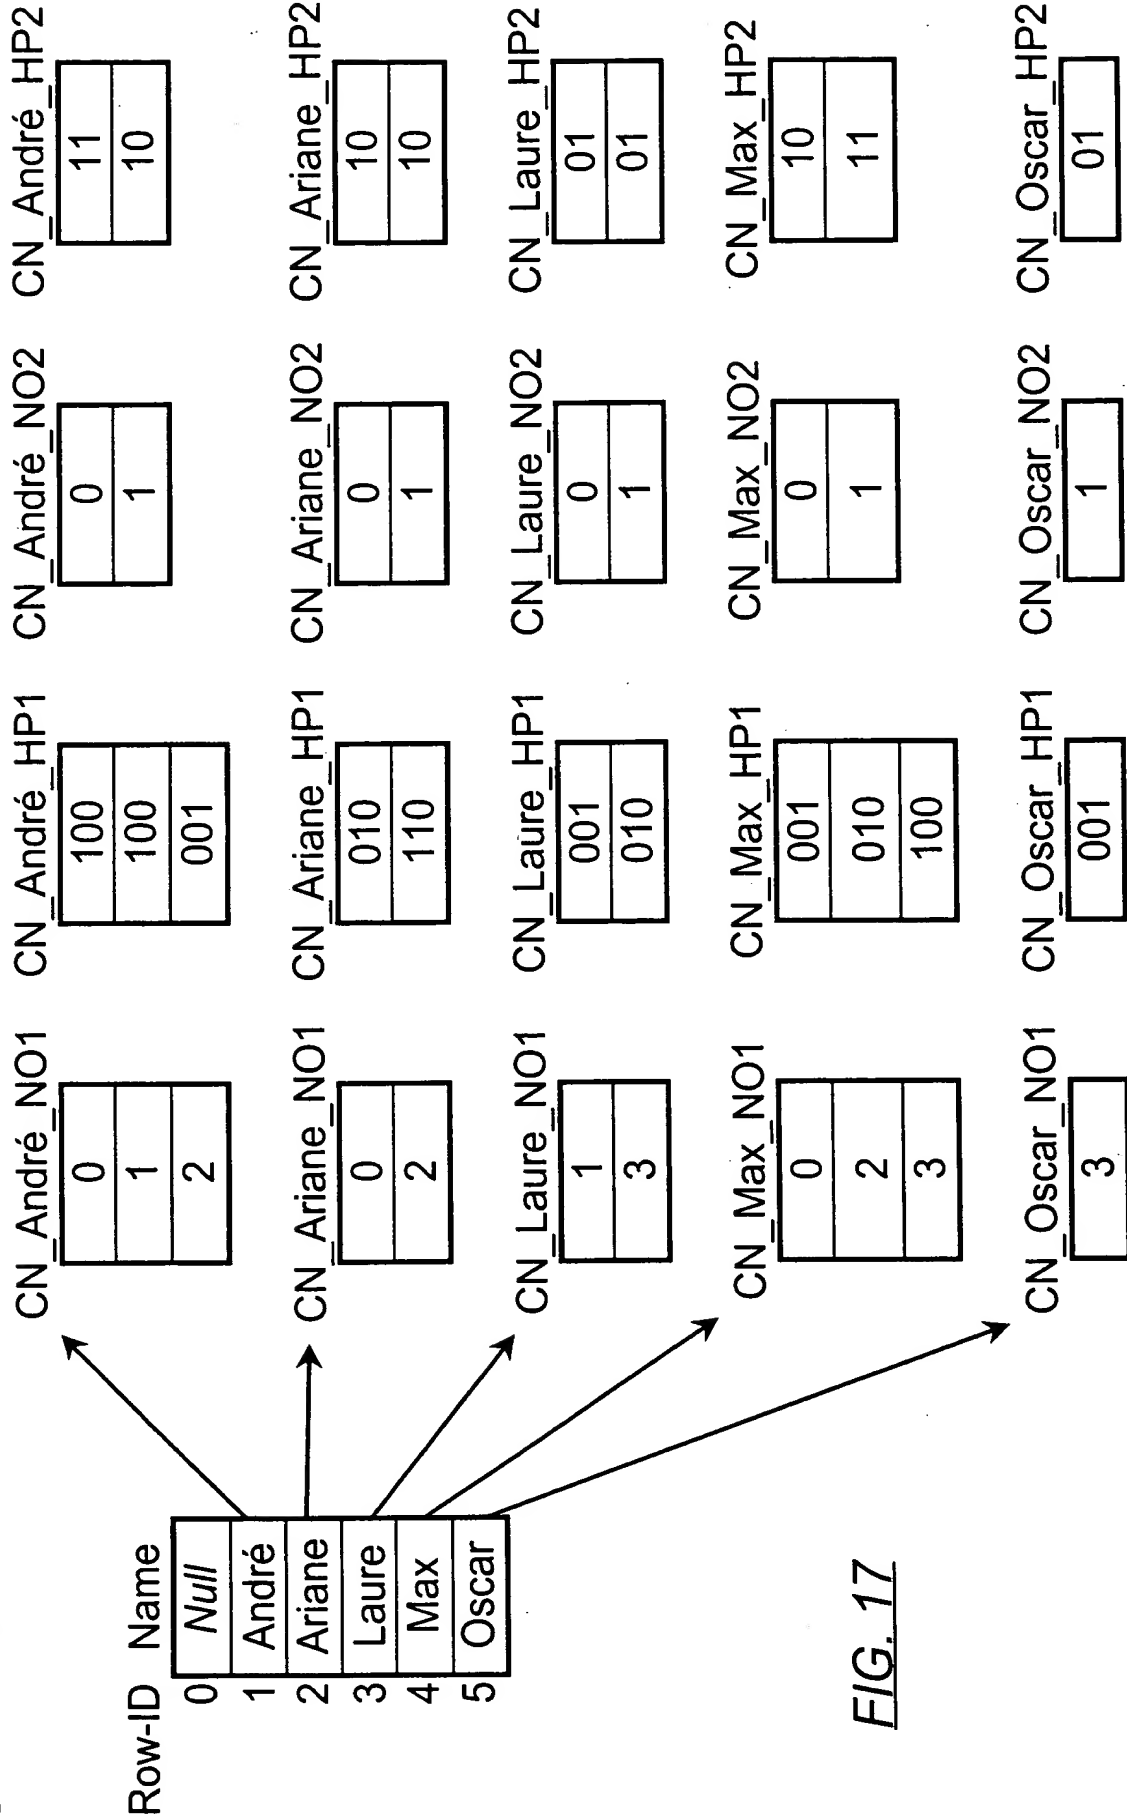 Row-ID Name
0 Null
1 André
2 Ariane
3 Laure
4 Max
5 Oscar
CN_André_NO1
0
1
2
CN_André_HP1
100
100
001
CN_André_NO2
0
1
CN_André_HP2
11
10
CN_Ariane_NO1
0
2
CN_Ariane_HP1
010
110
CN_Ariane_NO2
0
1
CN_Ariane_HP2
10
10
CN_Laure_NO1
1
3
CN_Laure_HP1
001
010
CN_Laure_NO2
0
1
CN_Laure_HP2
01
01
CN_Max_NO1
0
2
3
CN_Max_HP1
001
010
100
CN_Max_NO2
0
1
CN_Max_HP2
10
11
CN_Oscar_NO1
3
CN_Oscar_HP1
001
CN_Oscar_NO2
1
CN_Oscar_HP2
01
FIG. 17